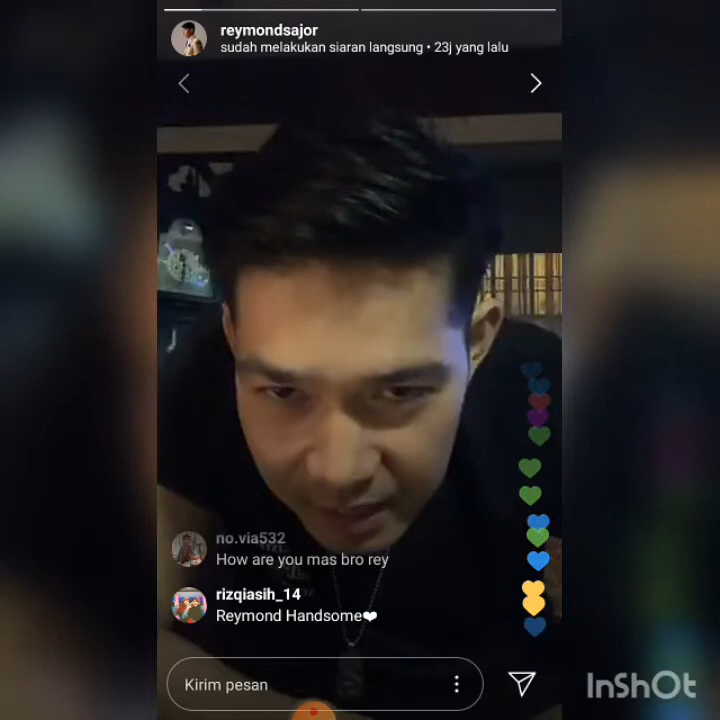 reymondsajor
sudah melakukan siaran langsung • 23j yang lalu
no.via532
How are you mas bro rey
rizqiasih_14
Reymond Handsome❤
Kirim pesan
InShOt